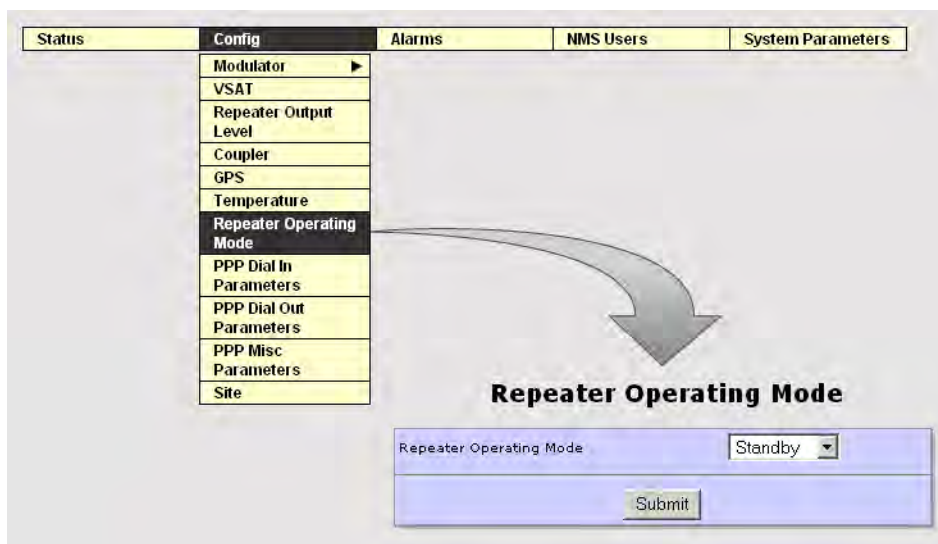 Status Config Alarms NMS Users System Parameters
Modulator
VSAT
Repeater Output
Level
Coupler
GPS
Temperature
Repeater Operating
Mode
PPP Dial In
Parameters
PPP Dial Out
Parameters
PPP Misc
Parameters
Site
Repeater Operating Mode
Repeater Operating Mode Standby
Submit